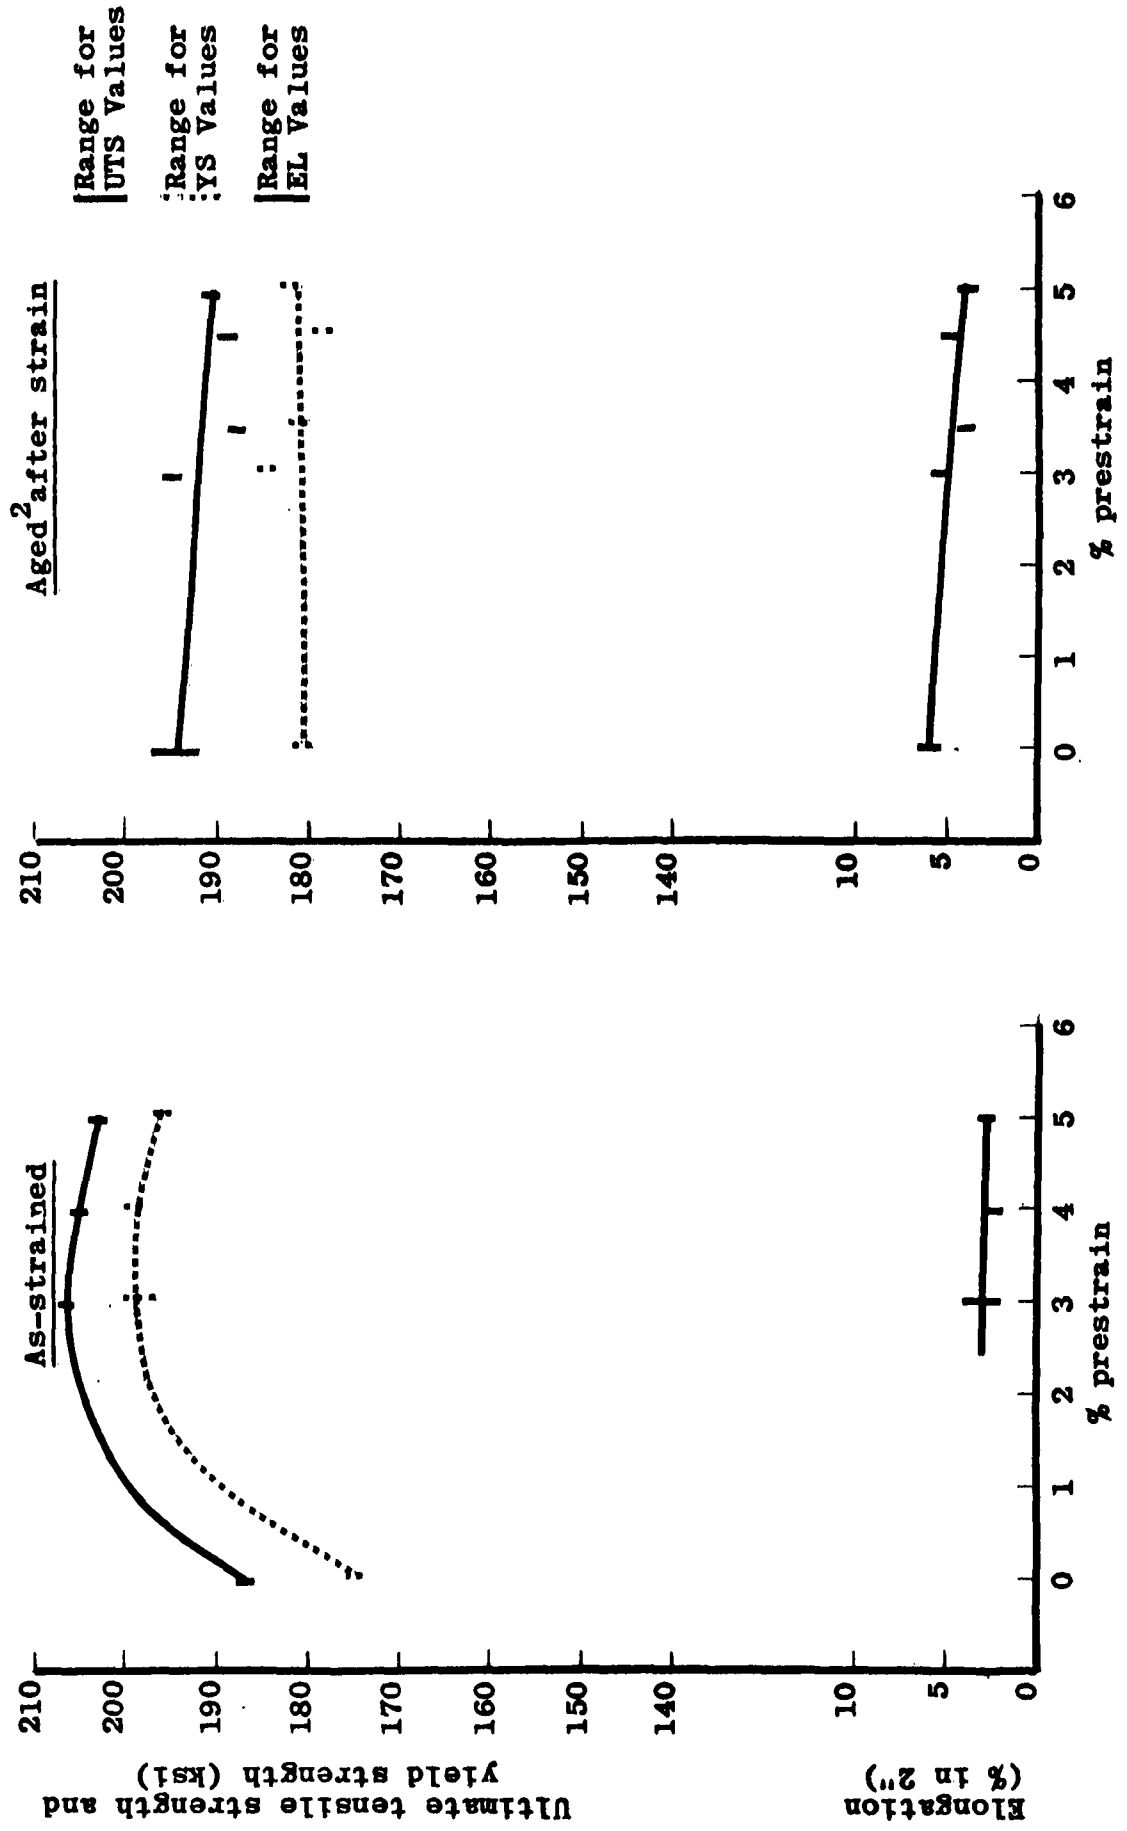 Ultimate tensile strength and
yield strength (ksi)
Elongation
(% in 2")
As-strained
210
200
190
180
170
160
150
140
10
5
0
0 1 2 3 4 5 6
% prestrain
Aged2after strain
210
200
190
180
170
160
150
140
10
5
0
0 1 2 3 4 5 6
% prestrain
Range for
UTS Values
Range for
YS Values
Range for
EL Values